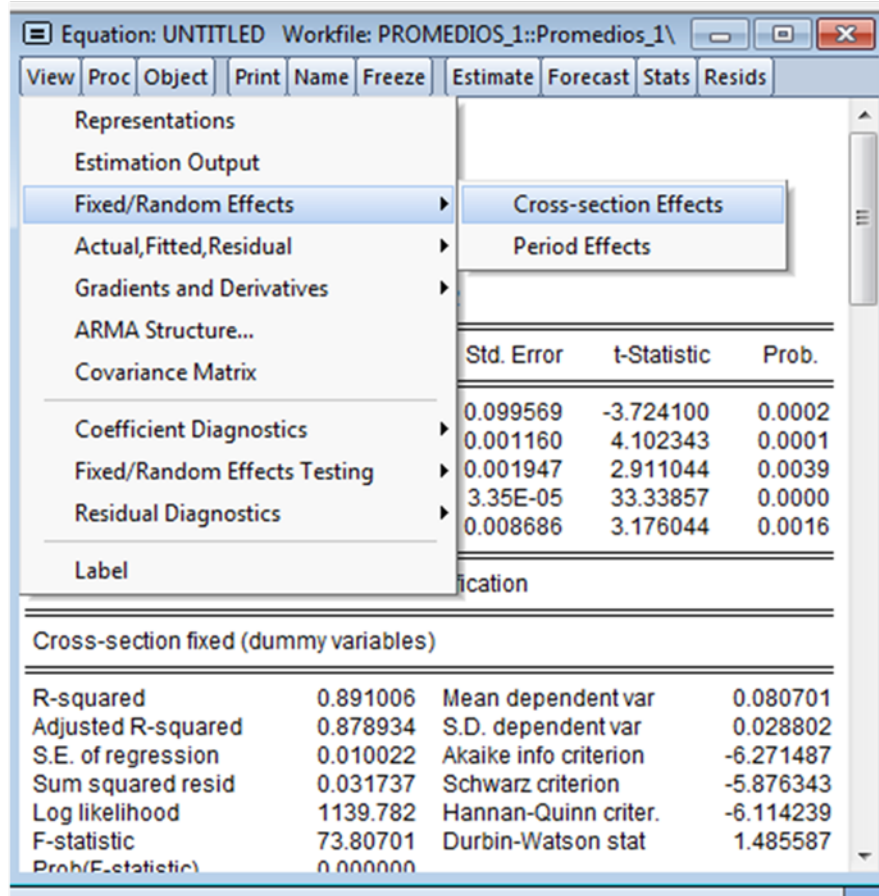 Equation: UNTITLED Workfile: PROMEDIOS_1::Promedios_1\
View Proc Object Print Name Freeze Estimate Forecast Stats Resids
Representations
Estimation Output
Fixed/Random Effects
Cross-section Effects
Actual,Fitted,Residual
Period Effects
Gradients and Derivatives
ARMA Structure...
Covariance Matrix
Std. Error t-Statistic Prob.
0.099569 -3.724100 0.0002
Coefficient Diagnostics
0.001160 4.102343 0.0001
Fixed/Random Effects Testing
0.001947 2.911044 0.0039
3.35E-05 33.33857 0.0000
Residual Diagnostics
0.008686 3.176044 0.0016
Label
fication
Cross-section fixed (dummy variables)
R-squared 0.891006 Mean dependent var 0.080701
Adjusted R-squared 0.878934 S.D. dependent var 0.028802
S.E. of regression 0.010022 Akaike info criterion -6.271487
Sum squared resid 0.031737 Schwarz criterion -5.876343
Log likelihood 1139.782 Hannan-Quinn criter. -6.114239
F-statistic 73.80701 Durbin-Watson stat 1.485587
Prob(F-statistic) 0.000000